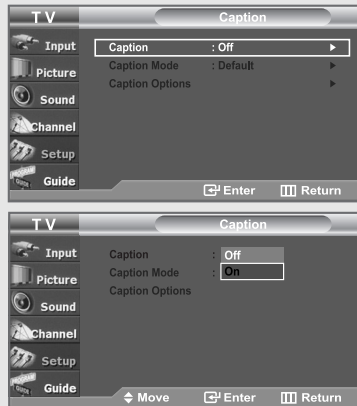 TV Caption
Input
Picture
Sound
Channel
Setup
Guide
Caption : Off
Caption Mode : Default
Caption Options
Enter Return
TV Caption
Input
Picture
Sound
Channel
Setup
Guide
Caption : Off
Caption Mode : On
Caption Options
Move Enter Return